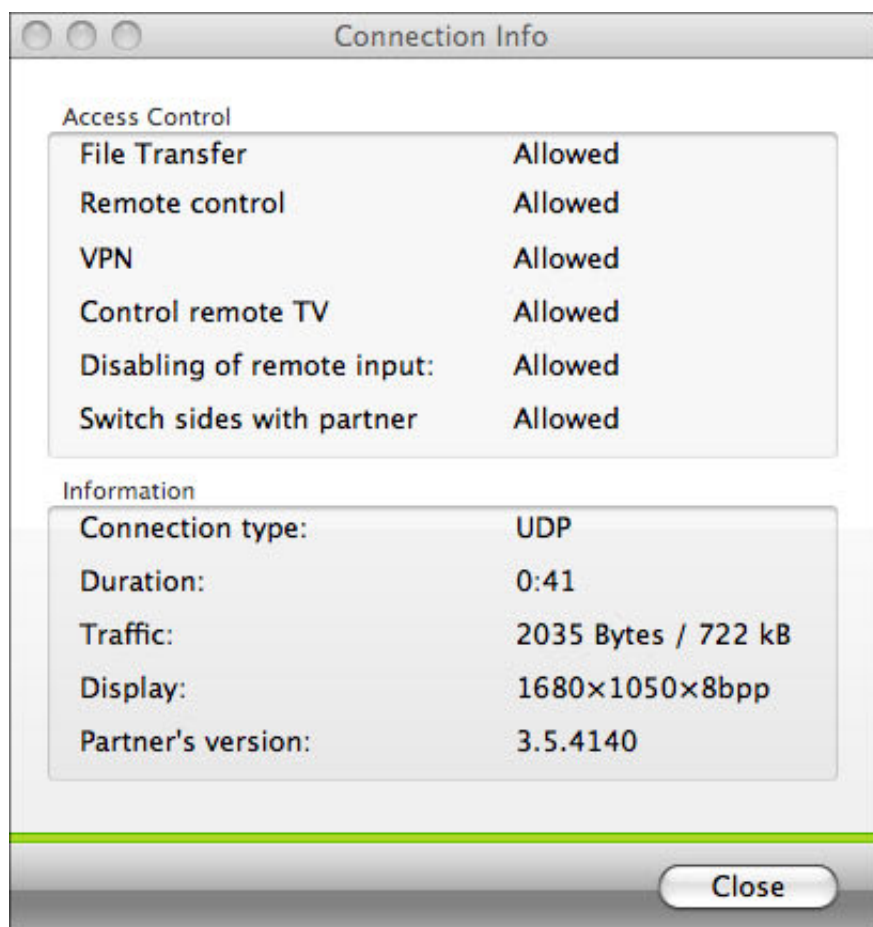 Connection Info
Access Control
File Transfer Allowed
Remote control Allowed
VPN Allowed
Control remote TV Allowed
Disabling of remote input: Allowed
Switch sides with partner Allowed
Information
Connection type: UDP
Duration: 0:41
Traffic: 2035 Bytes / 722 kB
Display: 1680×1050×8bpp
Partner's version: 3.5.4140
Close